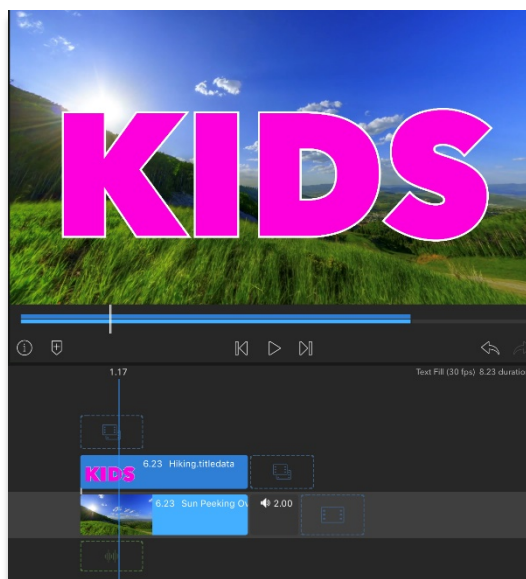 KIDS
1.17
Text Fill (30 fps) 8.23 duratio
KIDS
6.23 Hiking.titledata
6.23 Sun Peeking Ov
2.00